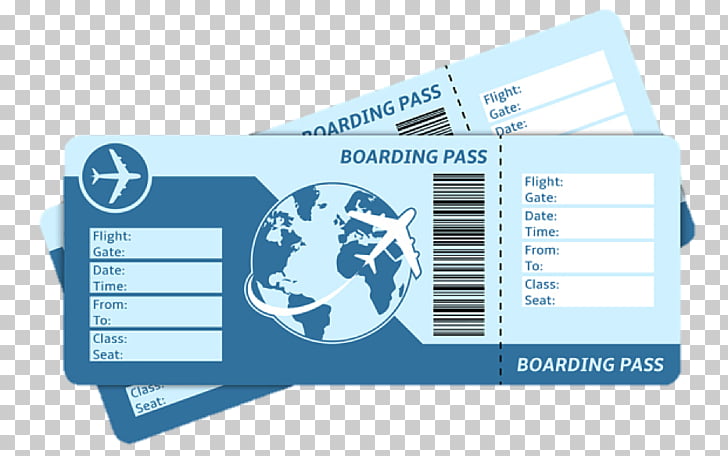 BOARDING PASS
Flight:
Gate:
Date:
BOARDING PASS
Flight:
Gate:
Date:
Time:
From:
To:
Class:
Seat:
Flight:
Gate:
Date:
Time:
From:
To:
Class:
Seat:
BOARDING PASS
Class:
Seat: